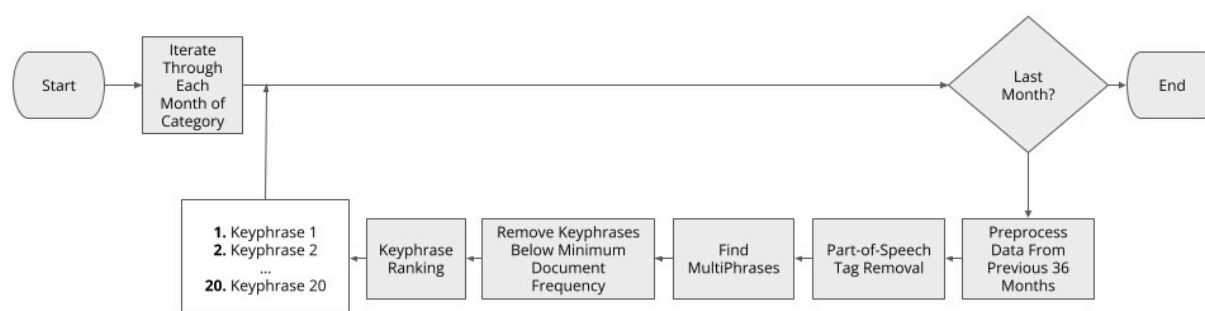 Start
Iterate
Through
Each
Month of
Category
Last
Month?
End
1. Keyphrase 1
2. Keyphrase 2
...
20. Keyphrase 20
Keyphrase
Ranking
Remove Keyphrases
Below Minimum
Document
Frequency
Find
MultiPhrases
Part-of-Speech
Tag Removal
Preprocess
Data From
Previous 36
Months